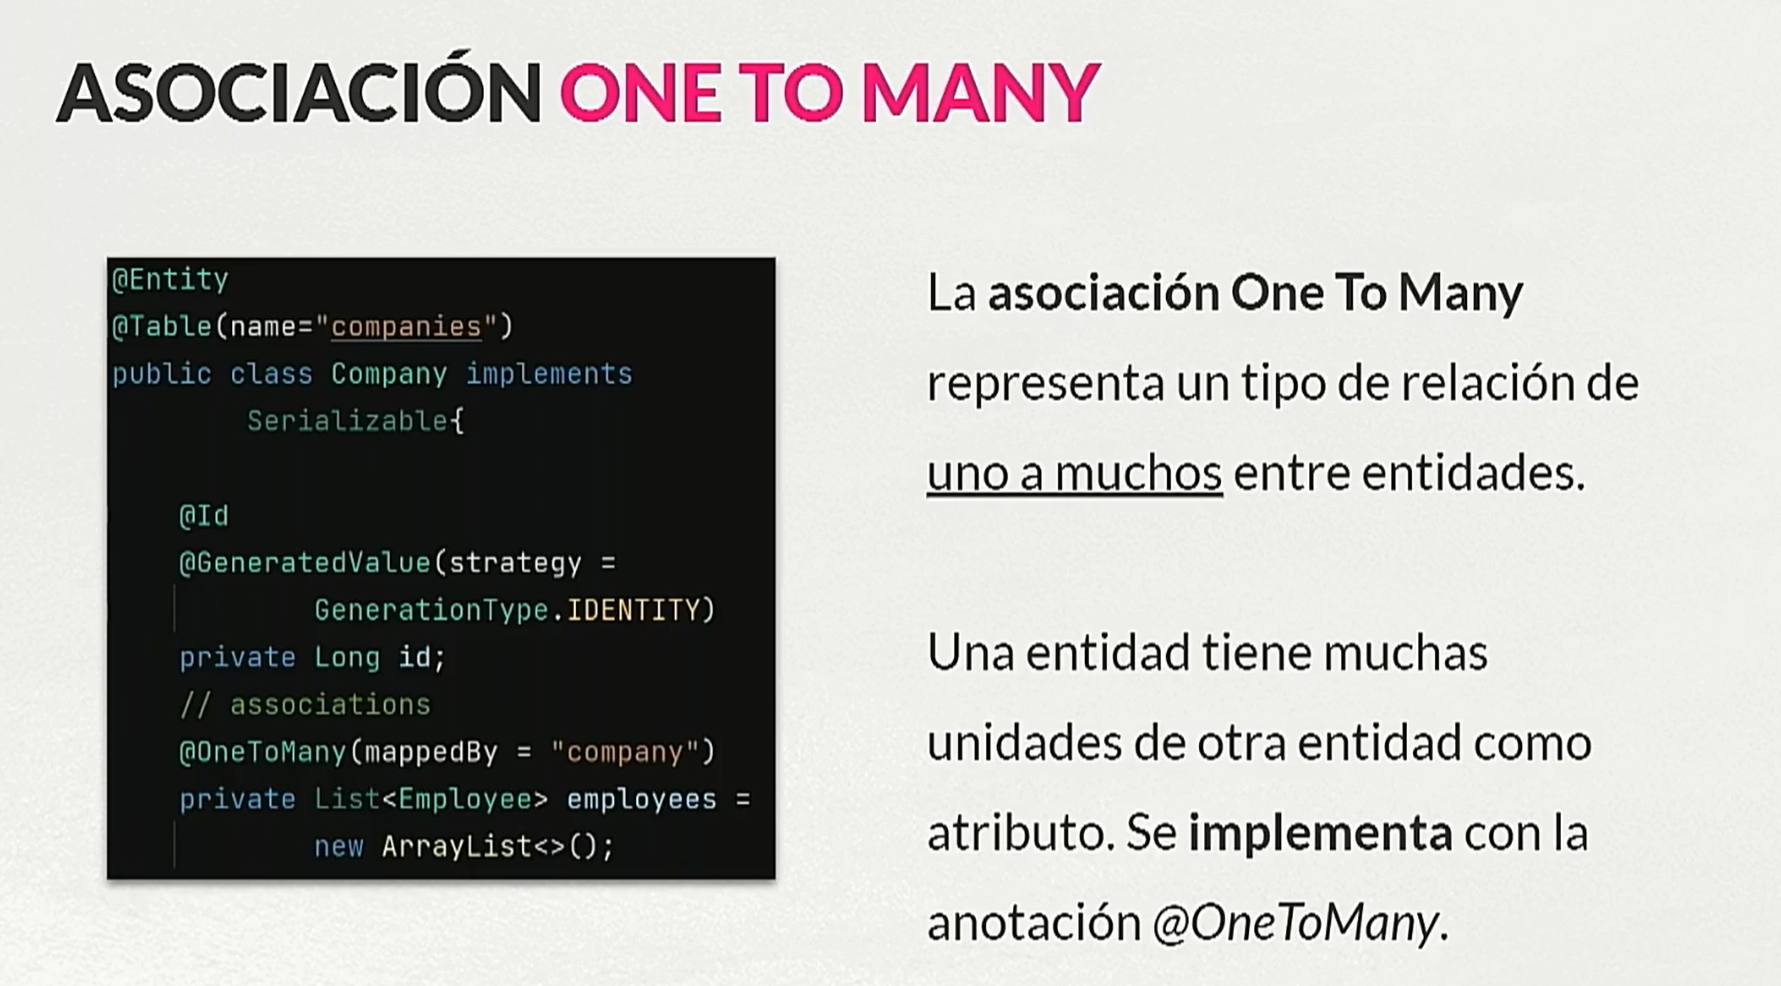 ASOCIACIÓN ONE TO MANY
@Entity
@Table(name="companies")
public class Company implements
Serializable{
@Id
@GeneratedValue(strategy =
GenerationType.IDENTITY)
private Long id;
// associations
@OneToMany(mappedBy = "company")
private List<Employee> employees =
new ArrayList<>();
La asociación One To Many
representa un tipo de relación de
uno a muchos entre entidades.
Una entidad tiene muchas
unidades de otra entidad como
atributo. Se implementa con la
anotación @OneToMany.